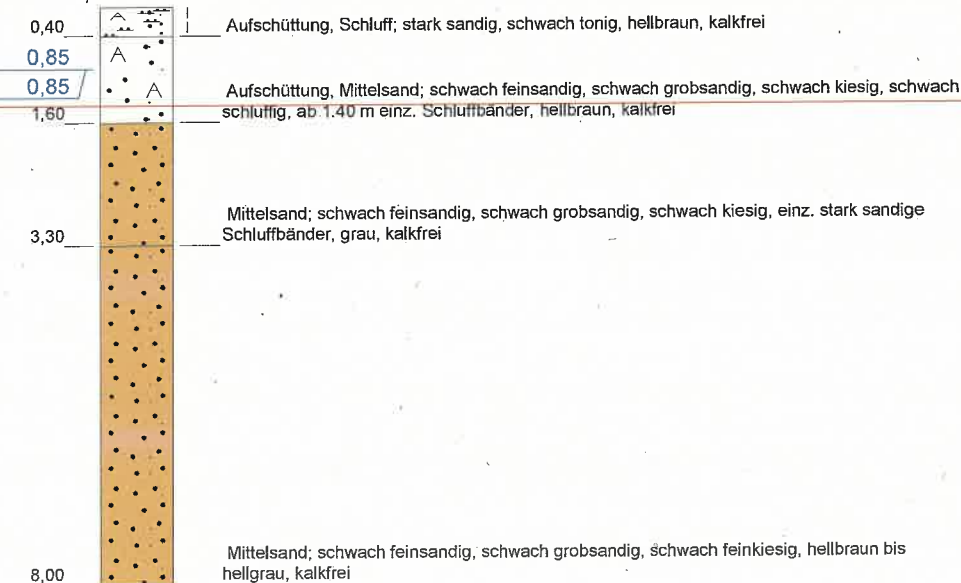 0,40 Aufschüttung, Schluff; stark sandig, schwach tonig, hellbraun, kalkfrei
A
0,85
A
0,85
A
Aufschüttung, Mittelsand; schwach feinsandig, schwach grobsandig, schwach kiesig, schwach
1,60 schluffig, ab 1.40 m einz. Schluffbänder, hellbraun, kalkfrei
Mittelsand; schwach feinsandig, schwach grobsandig, schwach kiesig, einz. stark sandige
3,30 Schluffbänder, grau, kalkfrei
Mittelsand; schwach feinsandig, schwach grobsandig, schwach feinkiesig, hellbraun bis
8,00 hellgrau, kalkfrei